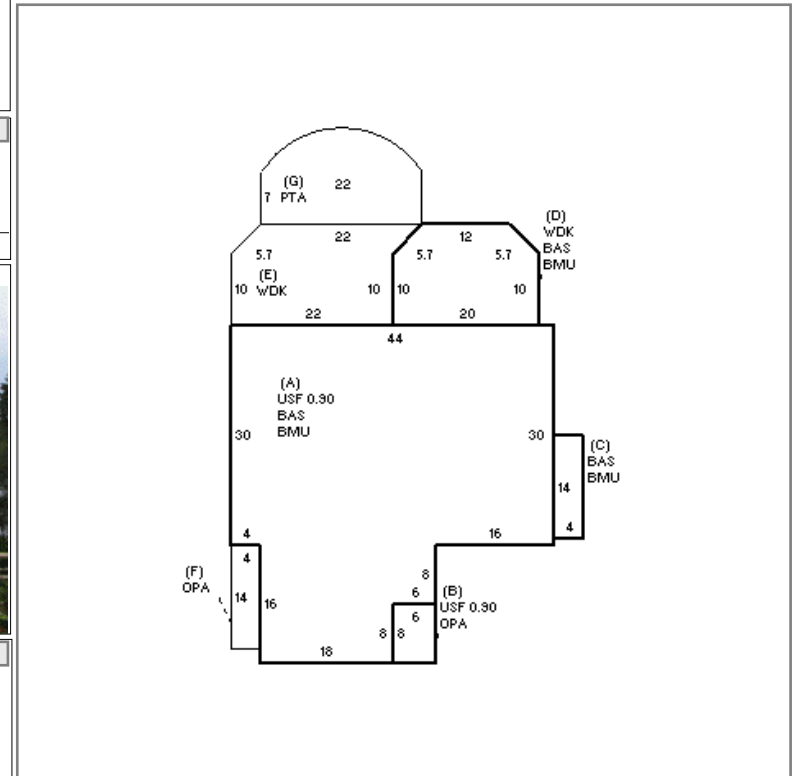 (G)
22
7 PTA
22
12
(D)
WDK
BAS
BMU
5.7
5.7
5.7
(E)
WDK
10
10
10
10
22
20
44
(A)
USF 0.90
BAS
BMU
30
30
(C)
BAS
BMU
14
4
4
16
4
(F)
OPA
14
16
8
6
(B)
USF 0.90
OPA
6
8
8
18